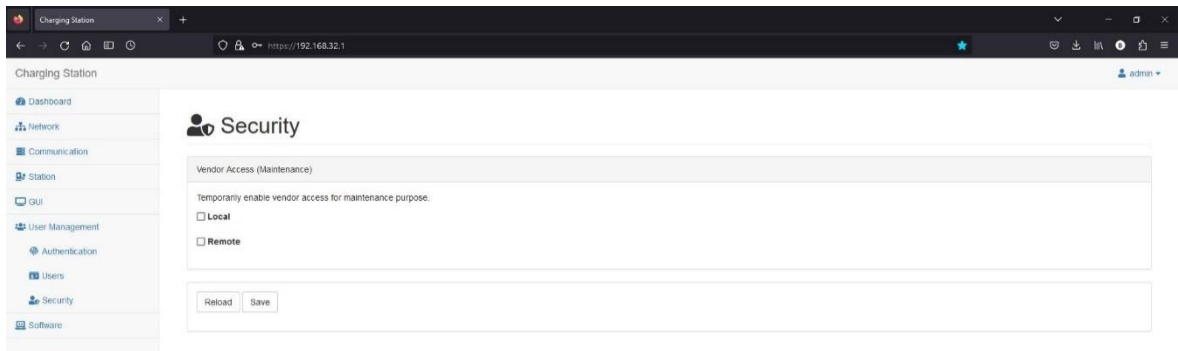 Charging Station
https://192.168.32.1
Charging Station
admin
Dashboard
Network
Communication
Station
GUI
User Management
Authentication
Users
Security
Software
Security
Vendor Access (Maintenance)
Temporarily enable vendor access for maintenance purpose.
Local
Remote
Reload Save